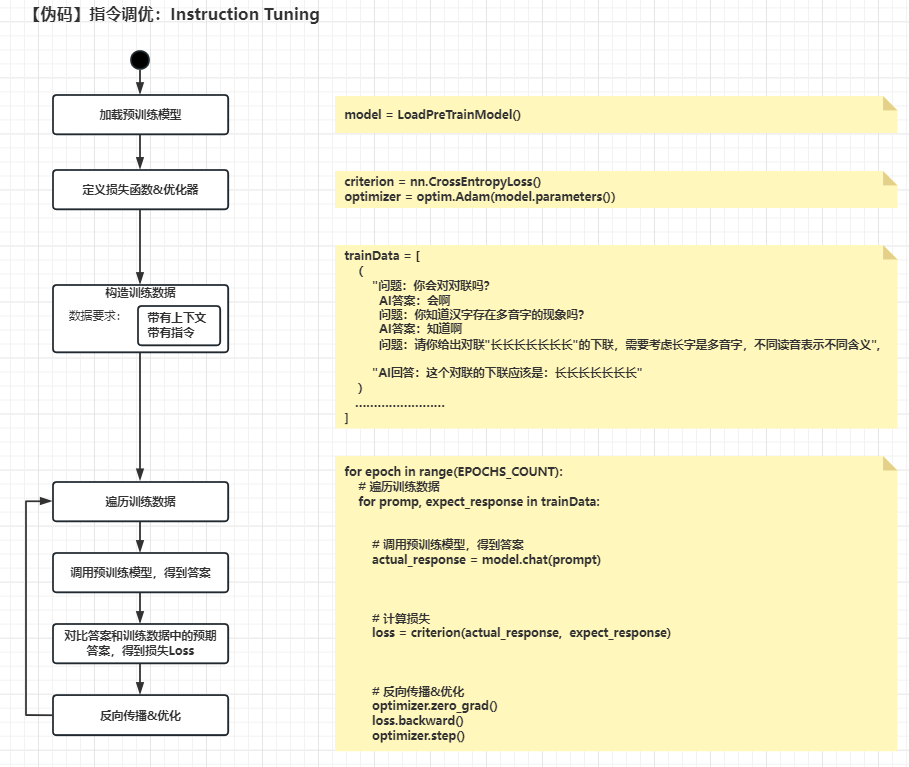 【伪码】指令调优：Instruction Tuning
加载预训练模型
model = LoadPreTrainModel()
定义损失函数&优化器
criterion = nn.CrossEntropyLoss()
optimizer = optim.Adam(model.parameters())
构造训练数据
数据要求：
带有上下文
带有指令
trainData = [
(
"问题：你会对对联吗?
AI答案：会啊
问题：你知道汉字存在多音字的现象吗?
AI答案：知道啊
问题：请你给出对联"长长长长长长长"的下联，需要考虑长字是多音字，不同读音表示不同含义",
"AI回答：这个对联的下联应该是：长长长长长长长"
)
........................
]
遍历训练数据
调用预训练模型，得到答案
对比答案和训练数据中的预期
答案，得到损失Loss
反向传播&优化
for epoch in range(EPOCHS_COUNT):
# 遍历训练数据
for promp, expect_response in trainData:
# 调用预训练模型，得到答案
actual_response = model.chat(prompt)
# 计算损失
loss = criterion(actual_response,  expect_response)
# 反向传播&优化
optimizer.zero_grad()
loss.backward()
optimizer.step()